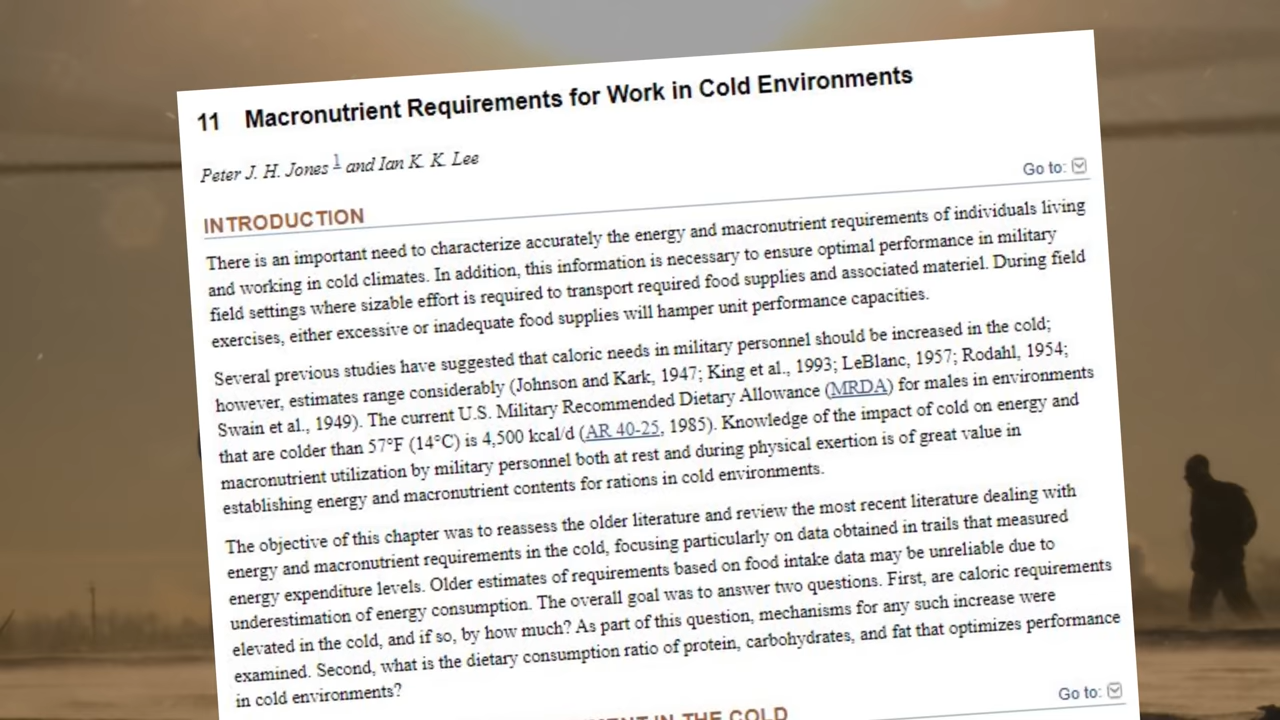 11 Macronutrient Requirements for Work in Cold Environments
Peter J. H. Jones 1 and Ian K. K. Lee
Go to:
INTRODUCTION
There is an important need to characterize accurately the energy and macronutrient requirements of individuals living
and working in cold climates. In addition, this information is necessary to ensure optimal performance in military
field settings where sizable effort is required to transport required food supplies and associated materiel. During field
exercises, either excessive or inadequate food supplies will hamper unit performance capacities.
Several previous studies have suggested that caloric needs in military personnel should be increased in the cold;
however, estimates range considerably (Johnson and Kark, 1947; King et al., 1993; LeBlanc, 1957; Rodahl, 1954;
Swain et al., 1949). The current U.S. Military Recommended Dietary Allowance (MRDA) for males in environments
that are colder than 57°F (14°C) is 4,500 kcal/d (AR 40-25, 1985). Knowledge of the impact of cold on energy and
macronutrient utilization by military personnel both at rest and during physical exertion is of great value in
establishing energy and macronutrient contents for rations in cold environments.
The objective of this chapter was to reassess the older literature and review the most recent literature dealing with
energy and macronutrient requirements in the cold, focusing particularly on data obtained in trails that measured
energy expenditure levels. Older estimates of requirements based on food intake data may be unreliable due to
underestimation of energy consumption. The overall goal was to answer two questions. First, are caloric requirements
elevated in the cold, and if so, by how much? As part of this question, mechanisms for any such increase were
examined. Second, what is the dietary consumption ratio of protein, carbohydrates, and fat that optimizes performance
in cold environments?
Go to:
IN THE COLD